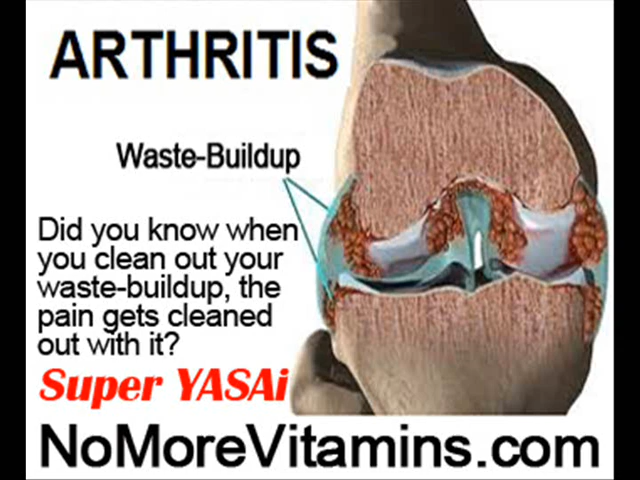 ARTHRITIS
Waste-Buildup
Did you know when
you clean out your
waste-buildup, the
pain gets cleaned
out with it?
Super YASAi
NoMoreVitamins.com